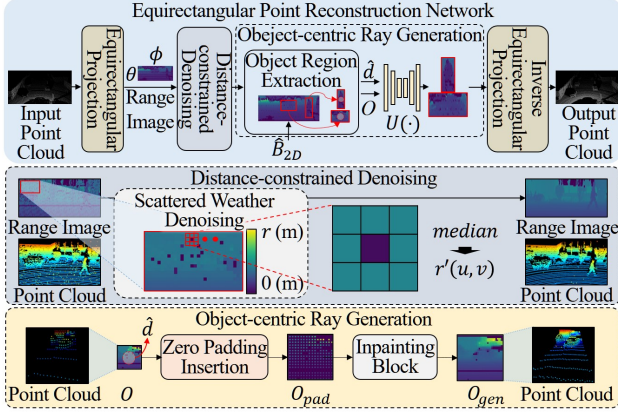 Equirectangular Point Reconstruction Network
Obeject-centric Ray Generation
Input
Point
Cloud
Equirectangular
Projection
θ ϕ
Range
Image
Distance-
constrained
Denoising
Object Region
Extraction
B̂2D
d̂
O
U(·)
Inverse
Equirectangular
Projection
Output
Point
Cloud
Distance-constrained Denoising
Range Image
Point Cloud
Scattered Weather
Denoising
r (m)
0 (m)
median
r′(u, v)
Range Image
Point Cloud
Object-centric Ray Generation
Point Cloud
d̂
O
Zero Padding
Insertion
Opad
Inpainting
Block
Ogen
Point Cloud